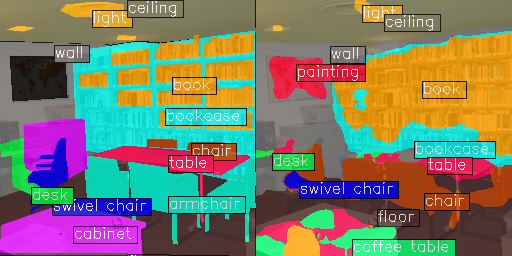 ceiling
light
wall
book
bookcase
chair
table
desk
swivel chair
armchair
cabinet
light
ceiling
wall
painting
book
bookcase
table
desk
swivel chair
chair
floor
coffee table